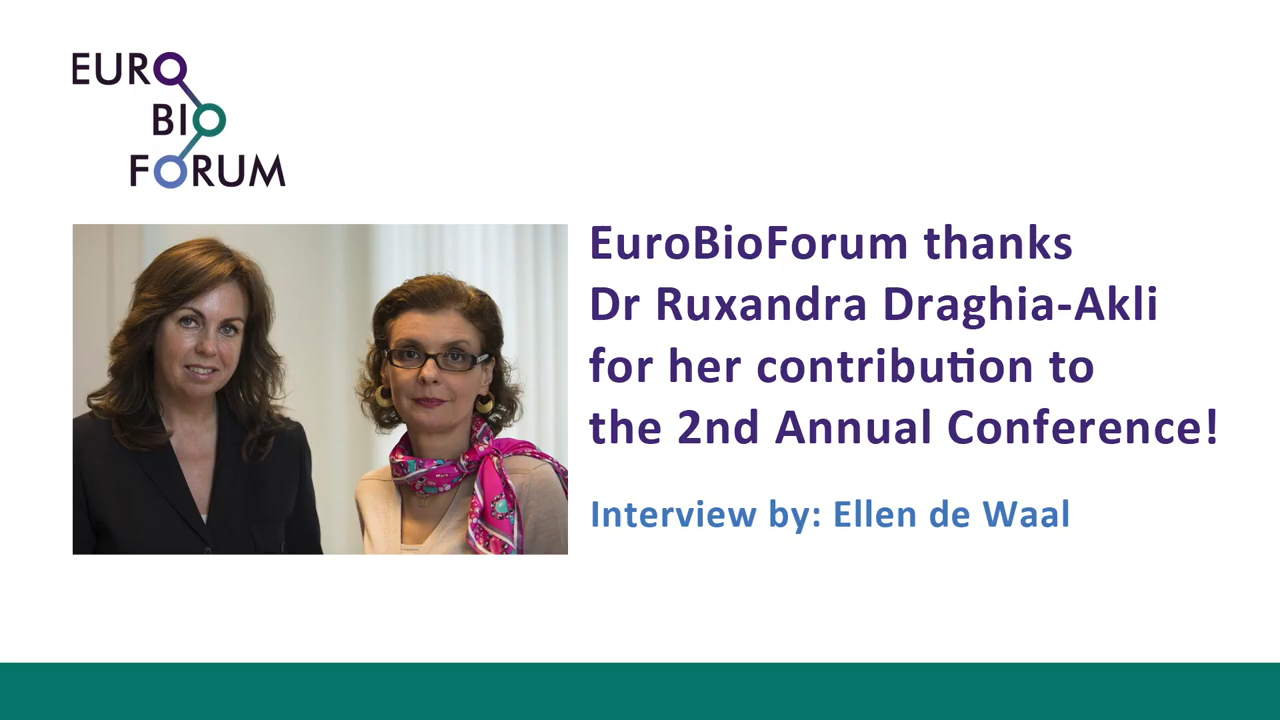 EURO
BIO
FORUM
EuroBioForum thanks
Dr Ruxandra Draghia-Akli
for her contribution to
the 2nd Annual Conference!
Interview by: Ellen de Waal